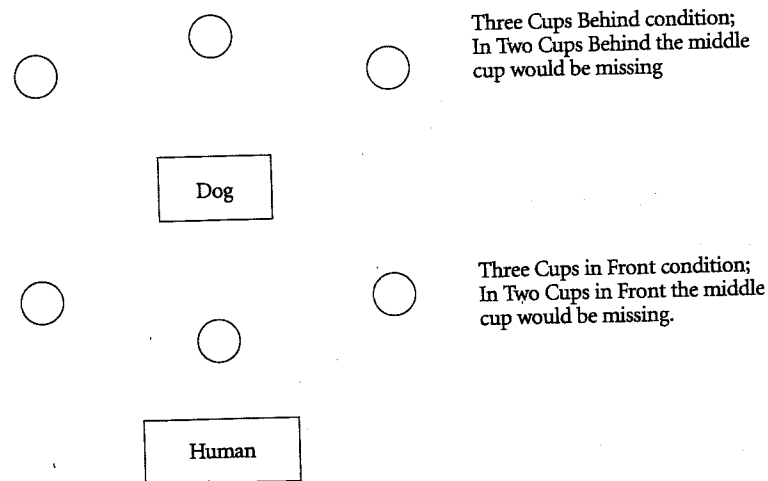 Three Cups Behind condition;
In Two Cups Behind the middle
cup would be missing
Dog
Three Cups in Front condition;
In Two Cups in Front the middle
cup would be missing.
Human